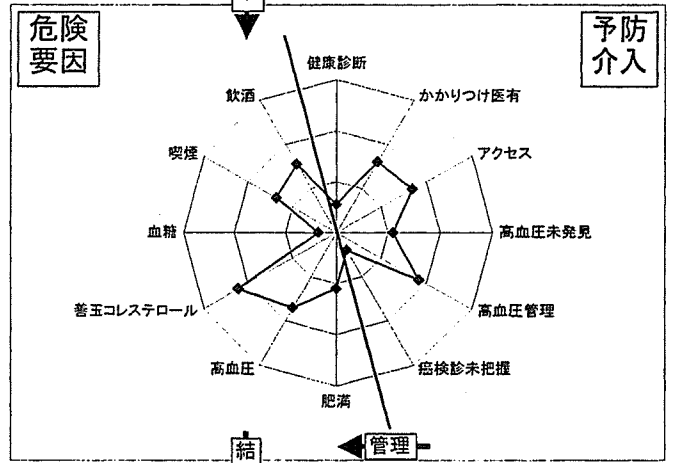 危険
要因
予防
介入
健康診断
飲酒
かかりつけ医有
喫煙
アクセス
血糖
高血圧未発見
善玉コレステロール
高血圧管理
高血圧
癌検診未把握
肥満
結
管理